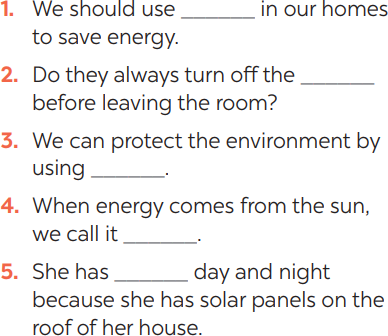 1. We should use _______ in our homes
to save energy.
2. Do they always turn off the _______
before leaving the room?
3. We can protect the environment by
using _______.
4. When energy comes from the sun,
we call it _______.
5. She has _______ day and night
because she has solar panels on the
roof of her house.